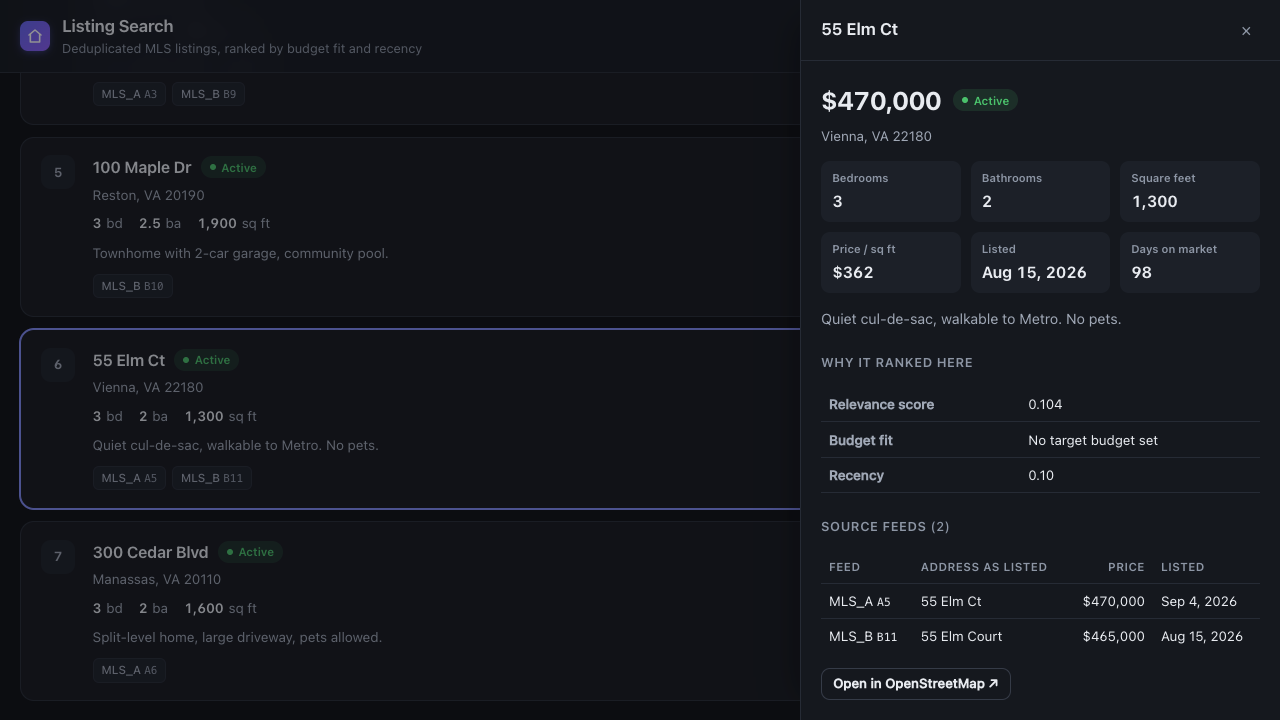 Listing Search
Deduplicated MLS listings, ranked by budget fit and recency
MLS_A A3 MLS_B B9
5 100 Maple Dr Active
Reston, VA 20190
3 bd 2.5 ba 1,900 sq ft
Townhome with 2-car garage, community pool.
MLS_B B10
6 55 Elm Ct Active
Vienna, VA 22180
3 bd 2 ba 1,300 sq ft
Quiet cul-de-sac, walkable to Metro. No pets.
MLS_A A5 MLS_B B11
7 300 Cedar Blvd Active
Manassas, VA 20110
3 bd 2 ba 1,600 sq ft
Split-level home, large driveway, pets allowed.
MLS_A A6
55 Elm Ct ×
$470,000 Active
Vienna, VA 22180
Bedrooms Bathrooms Square feet
3 2 1,300
Price / sq ft Listed Days on market
$362 Aug 15, 2026 98
Quiet cul-de-sac, walkable to Metro. No pets.
WHY IT RANKED HERE
Relevance score 0.104
Budget fit No target budget set
Recency 0.10
SOURCE FEEDS (2)
FEED ADDRESS AS LISTED PRICE LISTED
MLS_A A5 55 Elm Ct $470,000 Sep 4, 2026
MLS_B B11 55 Elm Court $465,000 Aug 15, 2026
Open in OpenStreetMap ↗